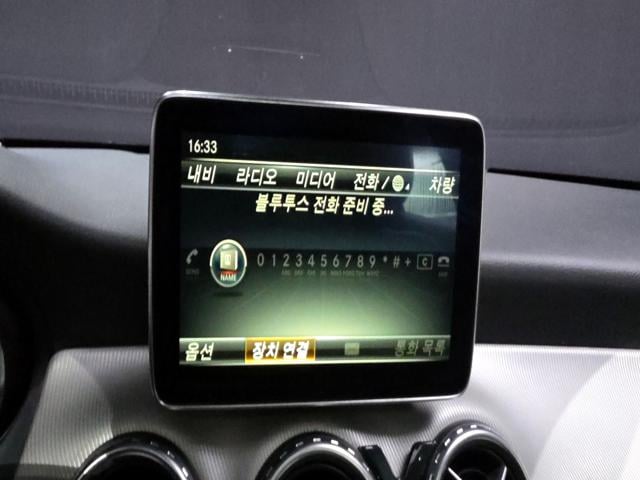 16:33
내비 라디오 미디어 전화 / 차량
블루투스 전화 준비 중...
SEND NAME 0 1 2 3 4 5 6 7 8 9 * # + C
옵션 장치 연결 통화 목록